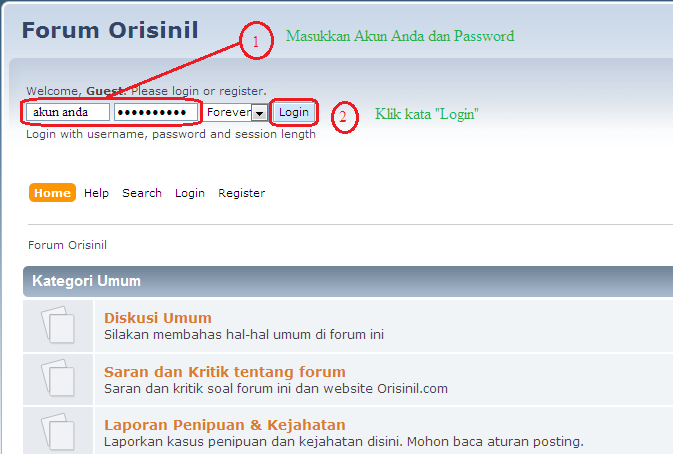 Forum Orisinil
1 Masukkan Akun Anda dan Password
Welcome, Guest. Please login or register.
akun anda •••••••••• Forever Login
2 Klik kata "Login"
Login with username, password and session length
Home Help Search Login Register
Forum Orisinil
Kategori Umum
Diskusi Umum
Silakan membahas hal-hal umum di forum ini
Saran dan Kritik tentang forum
Saran dan kritik soal forum ini dan website Orisinil.com
Laporan Penipuan & Kejahatan
Laporkan kasus penipuan dan kejahatan disini. Mohon baca aturan posting.